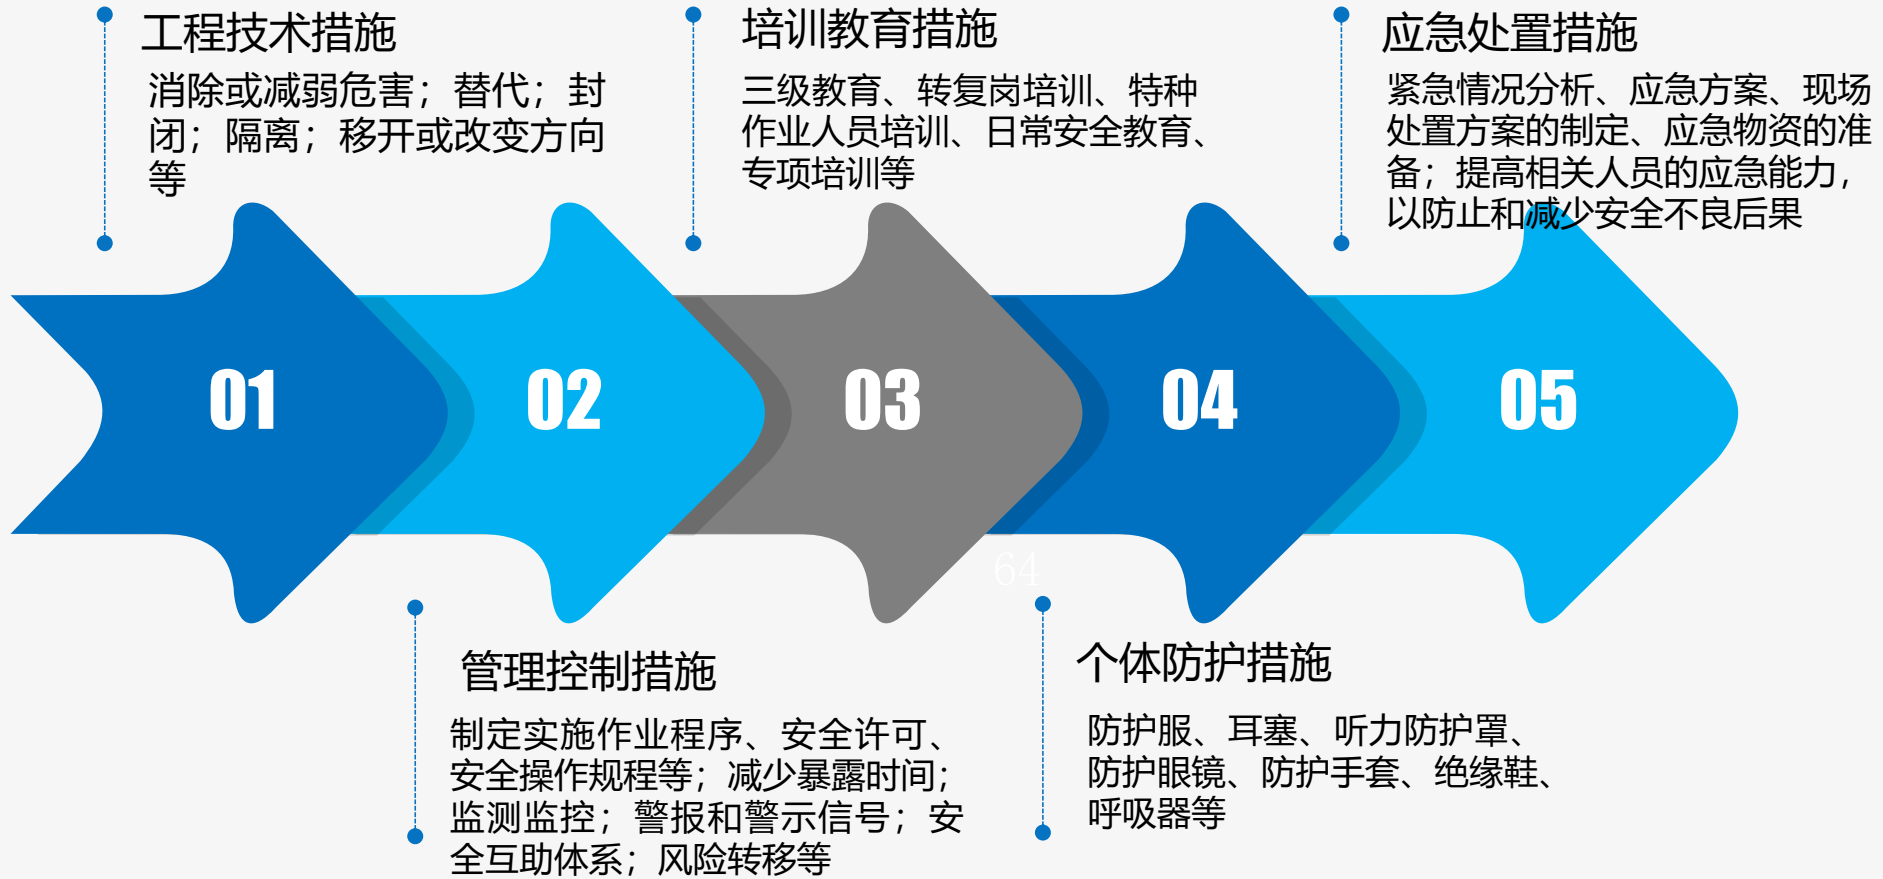 工程技术措施
消除或减弱危害；替代；封
闭；隔离；移开或改变方向
等
培训教育措施
三级教育、转复岗培训、特种
作业人员培训、日常安全教育、
专项培训等
应急处置措施
紧急情况分析、应急方案、现场
处置方案的制定、应急物资的准
备；提高相关人员的应急能力，
以防止和减少安全不良后果
01
02
03
04
05
64
管理控制措施
制定实施作业程序、安全许可、
安全操作规程等；减少暴露时间；
监测监控；警报和警示信号；安
全互助体系；风险转移等
个体防护措施
防护服、耳塞、听力防护罩、
防护眼镜、防护手套、绝缘鞋、
呼吸器等